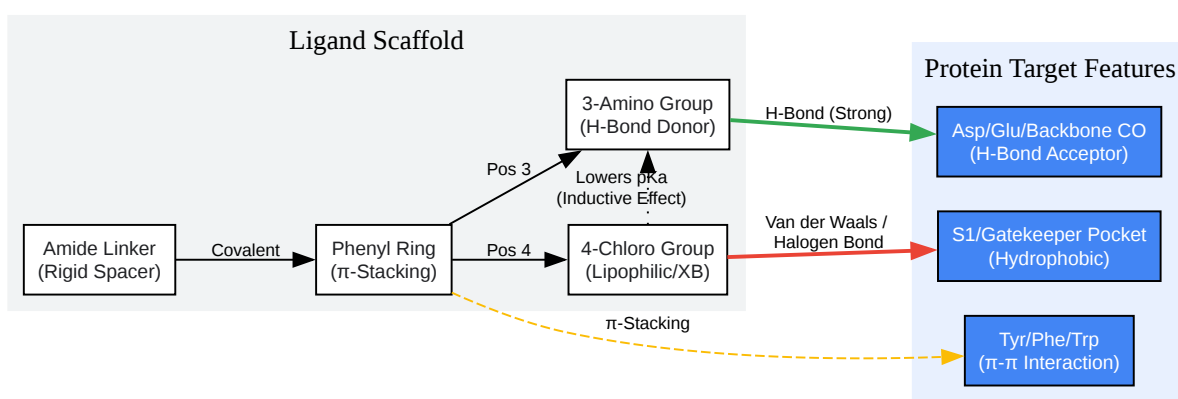 Ligand Scaffold
Protein Target Features
3-Amino Group
(H-Bond Donor)
H-Bond (Strong)
Asp/Glu/Backbone CO
(H-Bond Acceptor)
Pos 3
Lowers pKa
(Inductive Effect)
Amide Linker
(Rigid Spacer)
Covalent
Phenyl Ring
(π-Stacking)
Pos 4
4-Chloro Group
(Lipophilic/XB)
Van der Waals /
Halogen Bond
S1/Gatekeeper Pocket
(Hydrophobic)
π-Stacking
Tyr/Phe/Trp
(π-π Interaction)